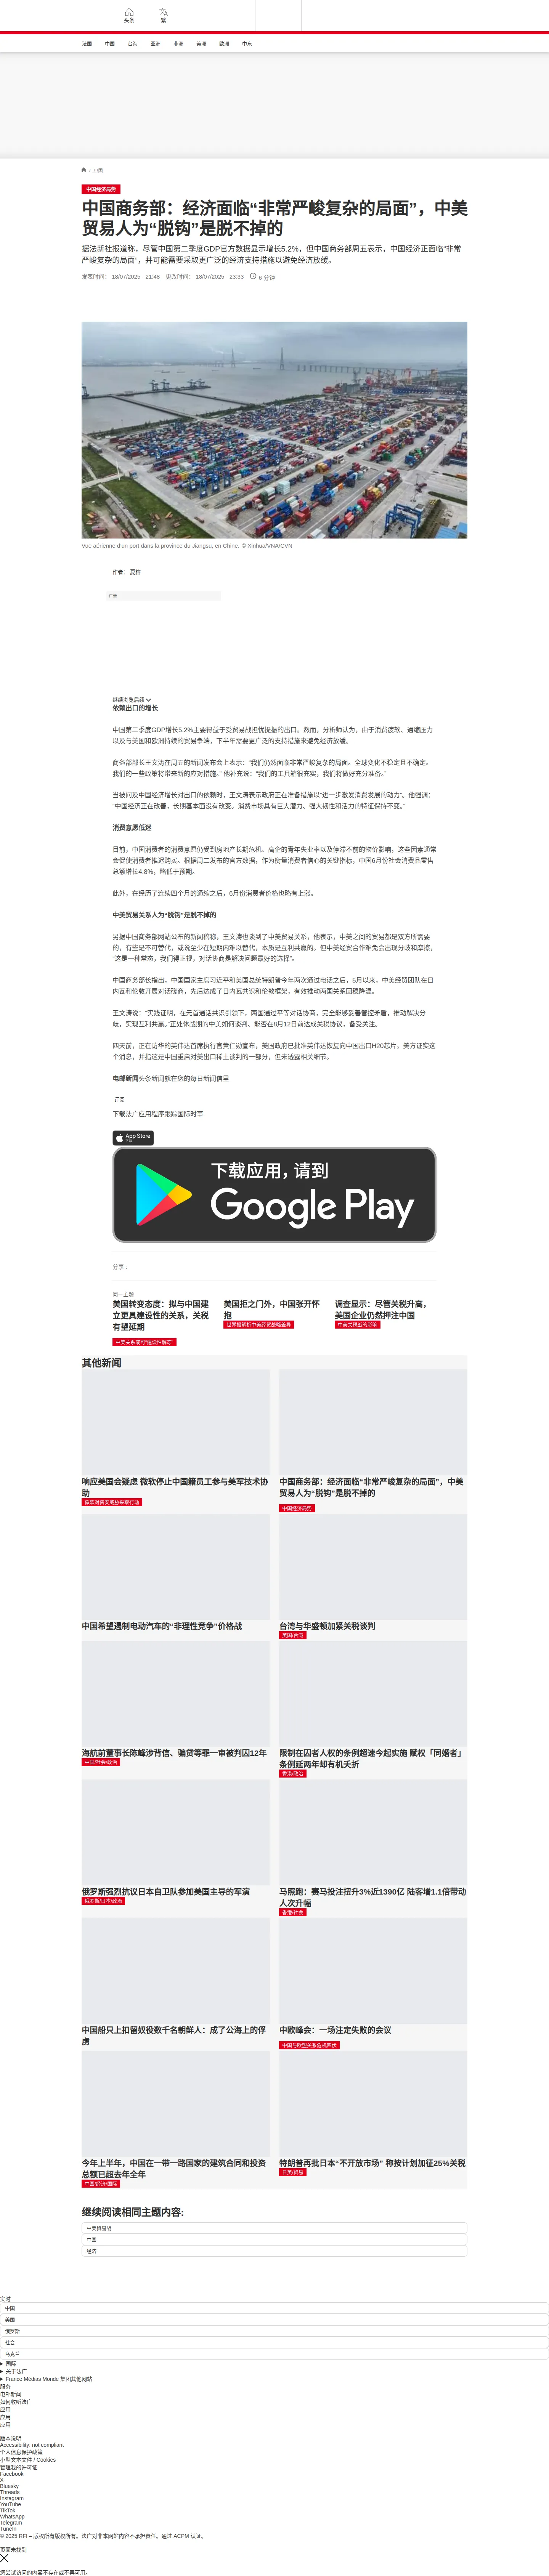 头条
繁
法国
中国
台海
亚洲
非洲
美洲
欧洲
中东
/ 中国
中国经济局势
中国商务部：经济面临“非常严峻复杂的局面”，中美
贸易人为“脱钩”是脱不掉的
据法新社报道称，尽管中国第二季度GDP官方数据显示增长5.2%，但中国商务部周五表示，中国经济正面临“非常
严峻复杂的局面”，并可能需要采取更广泛的经济支持措施以避免经济放缓。
发表时间： 18/07/2025 - 21:48 更改时间： 18/07/2025 - 23:33 6 分钟
Vue aérienne d'un port dans la province du Jiangsu, en Chine. © Xinhua/VNA/CVN
作者： 夏榕
广告
继续浏览后续
依赖出口的增长
中国第二季度GDP增长5.2%主要得益于受贸易战担忧提振的出口。然而，分析师认为，由于消费疲软、通缩压力
以及与美国和欧洲持续的贸易争端，下半年需要更广泛的支持措施来避免经济放缓。
商务部部长王文涛在周五的新闻发布会上表示：“我们仍然面临非常严峻复杂的局面。全球变化不稳定且不确定。
我们的一些政策将带来新的应对措施。” 他补充说：“我们的工具箱很充实，我们将做好充分准备。”
当被问及中国经济增长对出口的依赖时，王文涛表示政府正在准备措施以“进一步激发消费发展的动力”。他强调：
“中国经济正在改善，长期基本面没有改变。消费市场具有巨大潜力、强大韧性和活力的特征保持不变。”
消费意愿低迷
目前，中国消费者的消费意愿仍受到房地产长期危机、高企的青年失业率以及停滞不前的物价影响，这些因素通常
会促使消费者推迟购买。根据周二发布的官方数据，作为衡量消费者信心的关键指标，中国6月份社会消费品零售
总额增长4.8%，略低于预期。
此外，在经历了连续四个月的通缩之后，6月份消费者价格也略有上涨。
中美贸易关系人为“脱钩”是脱不掉的
另据中国商务部网站公布的新闻稿称，王文涛也谈到了中美贸易关系，他表示，中美之间的贸易都是双方所需要
的，有些是不可替代，或说至少在短期内难以替代，本质是互利共赢的。但中美经贸合作难免会出现分歧和摩擦，
“这是一种常态，我们得正视，对话协商是解决问题最好的选择”。
中国商务部长指出，中国国家主席习近平和美国总统特朗普今年两次通过电话之后，5月以来，中美经贸团队在日
内瓦和伦敦开展对话磋商，先后达成了日内瓦共识和伦敦框架，有效推动两国关系回稳降温。
王文涛说：“实践证明，在元首通话共识引领下，两国通过平等对话协商，完全能够妥善管控矛盾，推动解决分
歧，实现互利共赢。”正处休战期的中美如何谈判、能否在8月12日前达成关税协议，备受关注。
四天前，正在访华的英伟达首席执行官黄仁勋宣布，美国政府已批准英伟达恢复向中国出口H20芯片。美方证实这
个消息，并指这是中国重启对美出口稀土谈判的一部分，但未透露相关细节。
电邮新闻头条新闻就在您的每日新闻信里
订阅
下载法广应用程序跟踪国际时事
App Store
下载
下载应用，请到
Google Play
分享 :
同一主题
美国转变态度：拟与中国建
立更具建设性的关系，关税
有望延期
中美关系或可“建设性解冻”
美国拒之门外，中国张开怀
抱
世界报解析中美经贸战略差异
调查显示：尽管关税升高，
美国企业仍然押注中国
中美关税战的影响
其他新闻
响应美国会疑虑 微软停止中国籍员工参与美军技术协
助
微软对资安威胁采取行动
中国商务部：经济面临“非常严峻复杂的局面”，中美
贸易人为“脱钩”是脱不掉的
中国经济局势
中国希望遏制电动汽车的“非理性竞争”价格战
台湾与华盛顿加紧关税谈判
美国/台湾
海航前董事长陈峰涉背信、骗贷等罪一审被判囚12年
中国/社会/政治
限制在囚者人权的条例超速今起实施 赋权「同婚者」
条例延两年却有机夭折
香港/政治
俄罗斯强烈抗议日本自卫队参加美国主导的军演
俄罗斯/日本/政治
马照跑：赛马投注扭升3%近1390亿 陆客增1.1倍带动
人次升幅
香港/社会
中国船只上扣留奴役数千名朝鲜人：成了公海上的俘
虏
中欧峰会：一场注定失败的会议
中国与欧盟关系危机四伏
今年上半年，中国在一带一路国家的建筑合同和投资
总额已超去年全年
中国/经济/国际
特朗普再批日本“不开放市场” 称按计划加征25%关税
日美/贸易
继续阅读相同主题内容:
中美贸易战
中国
经济
实时
中国
美国
俄罗斯
社会
乌克兰
国际
关于法广
France Médias Monde 集团其他网站
服务
电邮新闻
如何收听法广
应用
应用
应用
版本说明
Accessibility: not compliant
个人信息保护政策
小型文本文件 / Cookies
管理我的许可证
Facebook
X
Bluesky
Threads
Instagram
YouTube
TikTok
WhatsApp
Telegram
TuneIn
© 2025 RFI – 版权所有版权所有。法广对非本网站内容不承担责任。通过 ACPM 认证。
页面未找到
您尝试访问的内容不存在或不再可用。